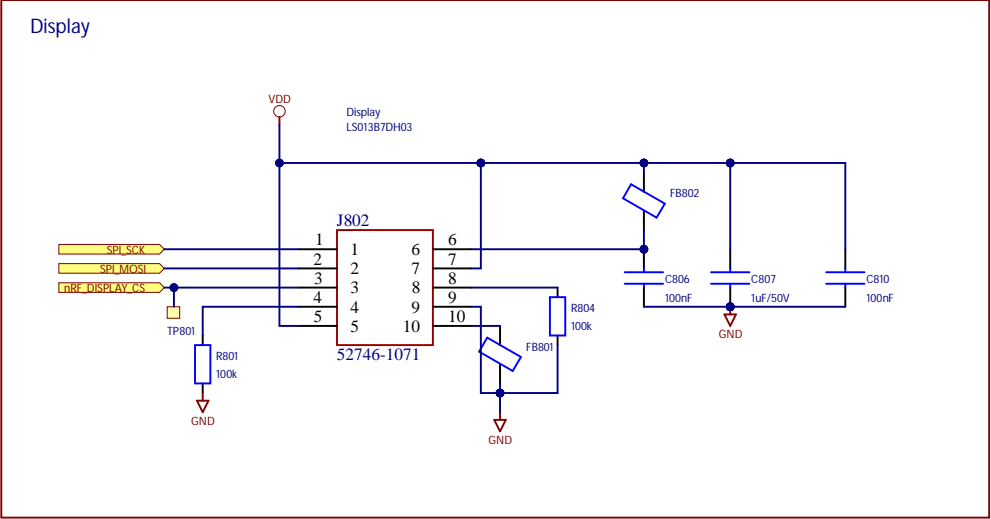 Display
VDD
Display
LS013B7DH03
FB802
J802
SPI_SCK
SPI_MOSI
nRF_DISPLAY_CS
1
2
3
4
5
1
2
3
4
5
6
7
8
9
10
6
7
8
9
10
TP801
52746-1071
R801
100k
GND
FB801
R804
100k
GND
C806
100nF
C807
1uF/50V
C810
100nF
GND